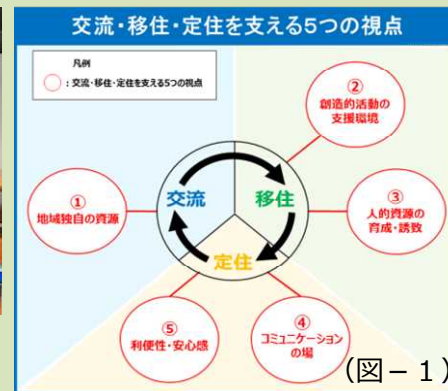 交流・移住・定住を支える5つの視点
凡例
：交流・移住・定住を支える5つの視点
②
創造的活動の
支援環境
①
地域独自の資源
交流
移住
③
人的資源の
育成・誘致
定住
⑤
利便性・安心感
④
コミュニケーション
の場
(図－1)